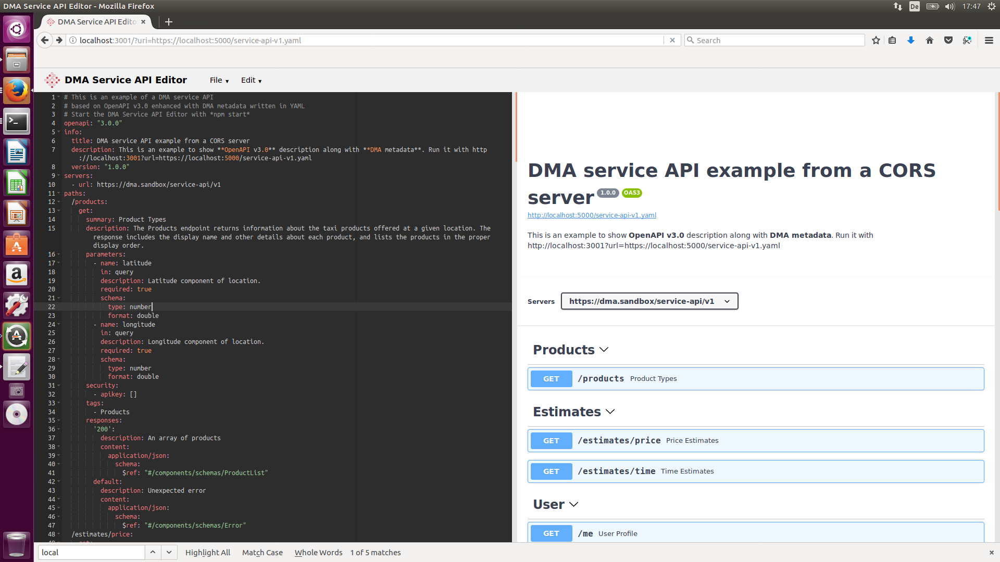 DMA Service API Editor - Mozilla Firefox
De
17:47
DMA Service API Edito
localhost:3001/?uri=https://localhost:5000/service-api-v1.yaml
Search
DMA Service API Editor
File
Edit
1 # This is an example of a DMA service API
2 # based on OpenAPI v3.0 enhanced with DMA metadata written in YAML
3 # Start the DMA Service API Editor with *npm start*
4 openapi: "3.0.0"
5 info:
6 title: DMA service API example from a CORS server
7 description: This is an example to show **OpenAPI v3.0** description along with **DMA metadata**. Run it with http
://localhost:3001?url=https://localhost:5000/service-api-v1.yaml
8 version: "1.0.0"
9 servers:
10 - url: https://dma.sandbox/service-api/v1
11 paths:
12 /products:
13 get:
14 summary: Product Types
15 description: The Products endpoint returns information about the taxi products offered at a given location. The
response includes the display name and other details about each product, and lists the products in the proper
display order.
16 parameters:
17 - name: latitude
18 in: query
19 description: Latitude component of location.
20 required: true
21 schema:
22 type: number
23 format: double
24 - name: longitude
25 in: query
26 description: Longitude component of location.
27 required: true
28 schema:
29 type: number
30 format: double
31 security:
32 - apikey: []
33 tags:
34 - Products
35 responses:
36 '200':
37 description: An array of products
38 content:
39 application/json:
40 schema:
41 $ref: "#/components/schemas/ProductList"
42 default:
43 description: Unexpected error
44 content:
45 application/json:
46 schema:
47 $ref: "#/components/schemas/Error"
48 /estimates/price:
DMA service API example from a CORS
server 1.0.0 OAS3
http://localhost:5000/service-api-v1.yaml
This is an example to show OpenAPI v3.0 description along with DMA metadata. Run it with
http://localhost:3001?url=https://localhost:5000/service-api-v1.yaml
Servers https://dma.sandbox/service-api/v1
Products
GET /products Product Types
Estimates
GET /estimates/price Price Estimates
GET /estimates/time Time Estimates
User
GET /me User Profile
local
Highlight All
Match Case
Whole Words
1 of 5 matches